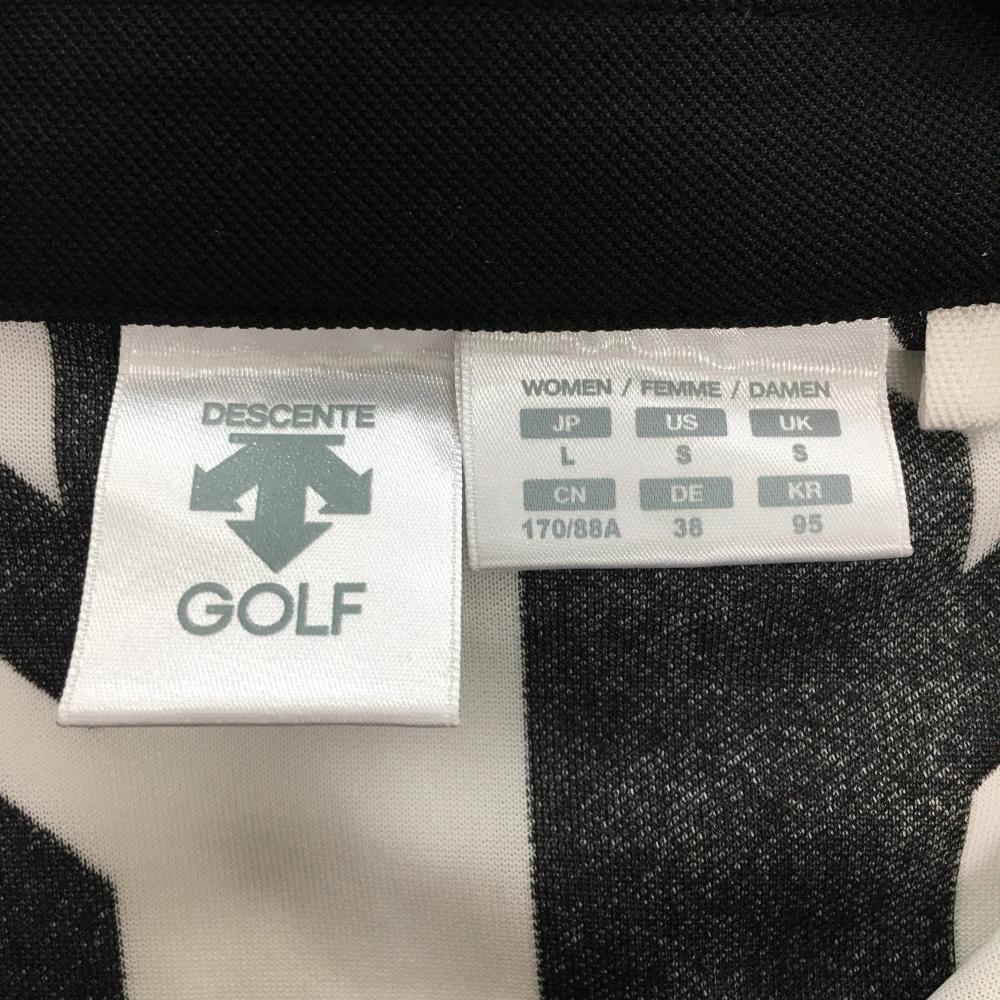 DESCENTE
GOLF
WOMEN / FEMME / DAMEN
JP US UK
L S S
CN DE KR
170/88A 38 95